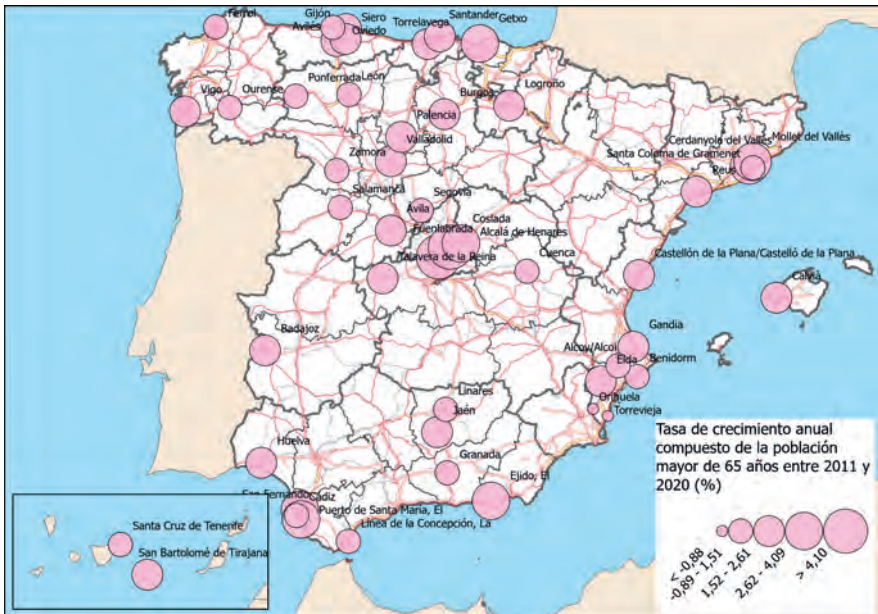 Ferrol
Gijón
Siero
Avilés
Oviedo
Torrelavega
Santander
Getxo
Vigo
Ourense
Ponferrada
León
Burgos
Logroño
Palencia
Valladolid
Zamora
Cerdanyola del Vallès
Mollet del Vallès
Santa Coloma de Gramenet
Reus
Salamanca
Segovia
Ávila
Coslada
Fuenlabrada
Alcalá de Henares
Talavera de la Reina
Cuenca
Castellón de la Plana/Castelló de la Plana
Calvià
Badajoz
Gandia
Alcoy/Alcoi
Elda
Benidorm
Orihuela
Torrevieja
Linares
Jaén
Huelva
Granada
Ejido, El
San Fernando
Cádiz
Puerto de Santa María, El
Línea de la Concepción, La
Santa Cruz de Tenerife
San Bartolomé de Tirajana
Tasa de crecimiento anual
compuesto de la población
mayor de 65 años entre 2011 y
2020 (%)
< -0,88
-0,89 - 1,51
1,52 - 2,61
2,62 - 4,09
> 4,10